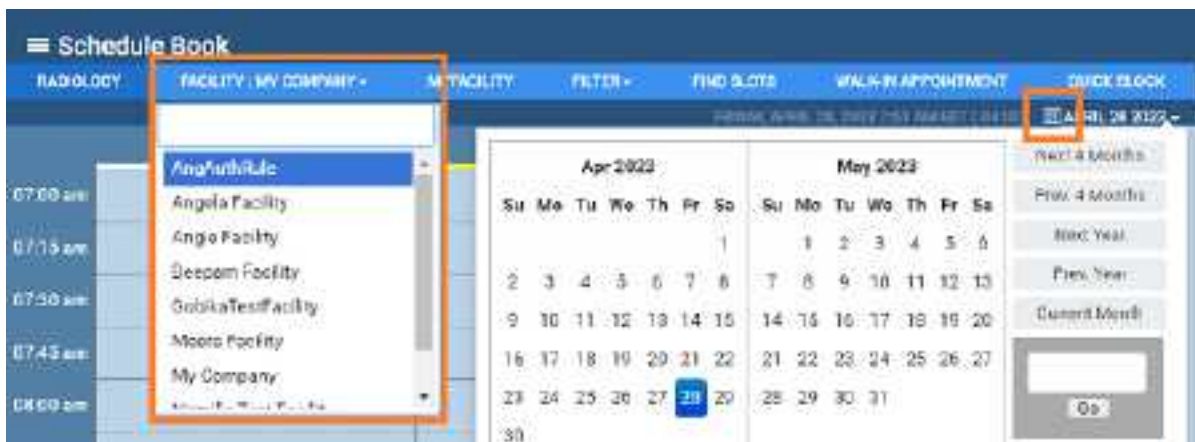 Schedule Book
RADIOLOGY FACILITY : MY COMPANY MY FACILITY FILTER FIND SLOTS WALK-IN APPOINTMENT QUICK BLOCK
APRIL 28 2023
AngAuthRule
Angela Facility
Angie Facility
Deepam Facility
GobikaTestFacility
Moore Facility
My Company
07:00 am
07:15 am
07:30 am
07:45 am
08:00 am
Apr 2023
Su Mo Tu We Th Fr Sa
1
2 3 4 5 6 7 8
9 10 11 12 13 14 15
16 17 18 19 20 21 22
23 24 25 26 27 28 29
30
May 2023
Su Mo Tu We Th Fr Sa
1 2 3 4 5 6
7 8 9 10 11 12 13
14 15 16 17 18 19 20
21 22 23 24 25 26 27
28 29 30 31
Next 4 Months
Prev. 4 Months
Next Year
Prev. Year
Current Month
Go